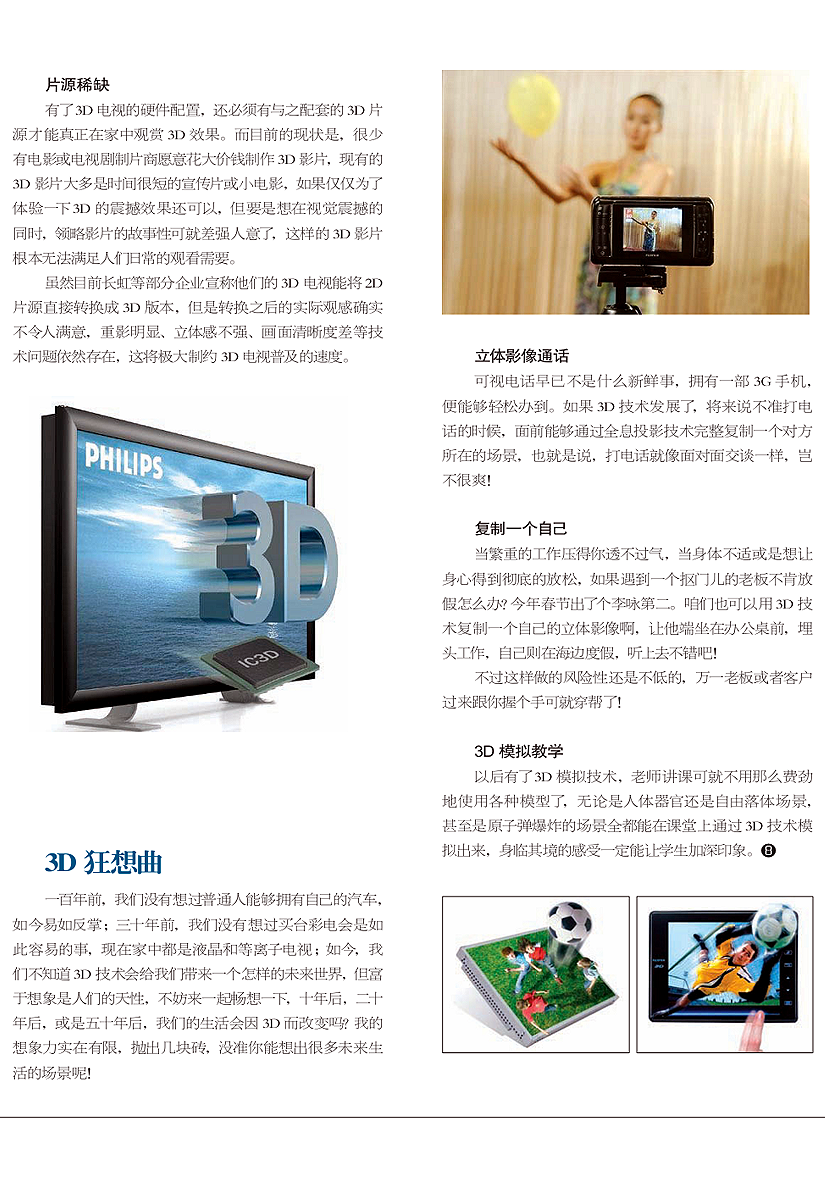 片源稀缺
有了3D 电视的硬件配置，还必须有与之配套的 3D 片
源才能真正在家中观赏 3D 效果。而目前的现状是，很少
有电影或电视剧制片商愿意花大价钱制作 3D 影片，现有的
3D 影片大多是时间很短的宣传片或小电影，如果仅仅为了
体验一下3D 的震撼效果还可以，但要是想在视觉震撼的
同时，领略影片的故事性可就差强人意了，这样的 3D 影片
根本无法满足人们日常的观看需要。
虽然目前长虹等部分企业宣称他们的 3D 电视能将 2D
片源直接转换成 3D 版本，但是转换之后的实际观感确实
不令人满意，重影明显、立体感不强、画面清晰度差等技
术问题依然存在，这将极大制约 3D 电视普及的速度。
PHILIPS
3D
IC3D
3D 狂想曲
一百年前，我们没有想过普通人能够拥有自己的汽车，
如今易如反掌；三十年前，我们没有想过买台彩电会是如
此容易的事，现在家中都是液晶和等离子电视；如今，我
们不知道 3D 技术会给我们带来一个怎样的未来世界，但富
于想象是人们的天性，不妨来一起畅想一下，十年后，二十
年后，或是五十年后，我们的生活会因 3D 而改变吗？我的
想象力实在有限，抛出几块砖，没准你能想出很多未来生
活的场景呢！
立体影像通话
可视电话早已不是什么新鲜事，拥有一部 3G 手机，
便能够轻松办到。如果 3D 技术发展了，将来说不准打电
话的时候，面前能够通过全息投影技术完整复制一个对方
所在的场景，也就是说，打电话就像面对面交谈一样，岂
不很爽！
复制一个自己
当繁重的工作压得你透不过气，当身体不适或是想让
身心得到彻底的放松，如果遇到一个抠门儿的老板不肯放
假怎么办？今年春节出了个李咏第二。咱们也可以用 3D 技
术复制一个自己的立体影像啊，让他端坐在办公桌前，埋
头工作，自己则在海边度假，听上去不错吧！
不过这样做的风险性还是不低的，万一老板或者客户
过来跟你握个手可就穿帮了！
3D 模拟教学
以后有了3D 模拟技术，老师讲课可就不用那么费劲
地使用各种模型了，无论是人体器官还是自由落体场景，
甚至是原子弹爆炸的场景全都能在课堂上通过 3D 技术模
拟出来，身临其境的感受一定能让学生加深印象。